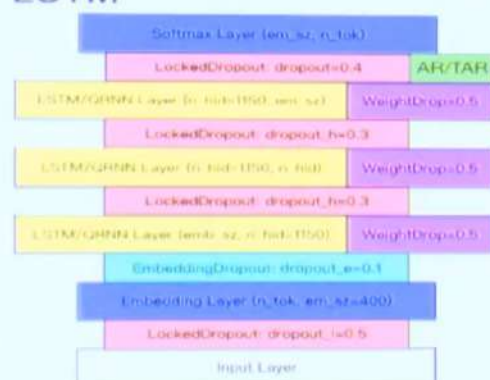 LSTM
Softmax Layer (em_sz, n_tok)
LockedDropout: dropout=0.4 AR/TAR
LSTM/QRNN Layer (n_hid=1150, em_sz) WeightDrop=0.5
LockedDropout: dropout_h=0.3
LSTM/QRNN Layer (n_hid=1150, n_hid) WeightDrop=0.5
LockedDropout: dropout_h=0.3
LSTM/QRNN Layer (emb_sz, n_hid=1150) WeightDrop=0.5
EmbeddingDropout: dropout_e=0.1
Embedding Layer (n_tok, em_sz=400)
LockedDropout: dropout_i=0.5
Input Layer